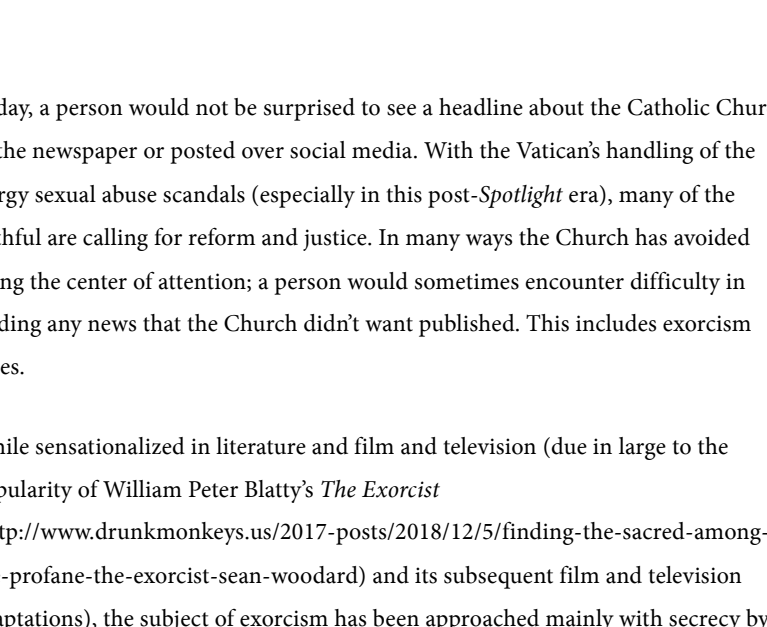 day, a person would not be surprised to see a headline about the Catholic Chur
the newspaper or posted over social media. With the Vatican’s handling of the
rgy sexual abuse scandals (especially in this post-Spotlight era), many of the
thful are calling for reform and justice. In many ways the Church has avoided
ng the center of attention; a person would sometimes encounter difficulty in
ding any news that the Church didn’t want published. This includes exorcism
es.
hile sensationalized in literature and film and television (due in large to the
pularity of William Peter Blatty’s The Exorcist
tp://www.drunkmonkeys.us/2017-posts/2018/12/5/finding-the-sacred-among-
-profane-the-exorcist-sean-woodard) and its subsequent film and television
aptations), the subject of exorcism has been approached mainly with secrecy by